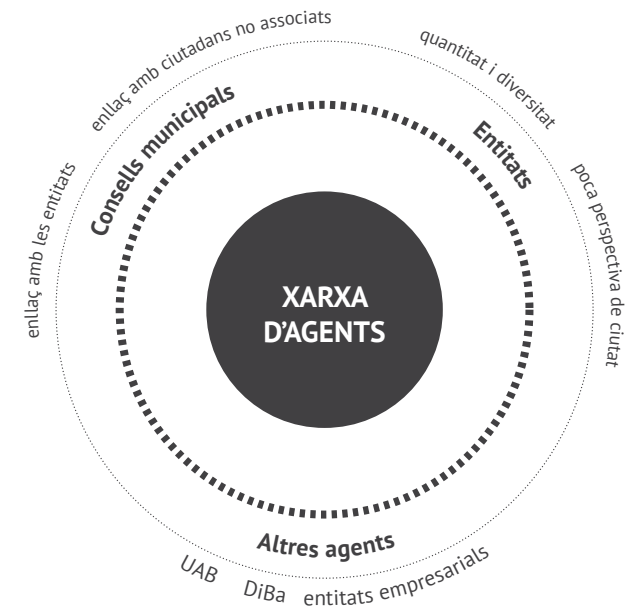 enllaç amb ciutadans no associats
quantitat i diversitat
Consells municipals
Entitats
enllaç amb les entitats
poca perspectiva de ciutat
XARXA
D'AGENTS
Altres agents
UAB DiBa entitats empresarials